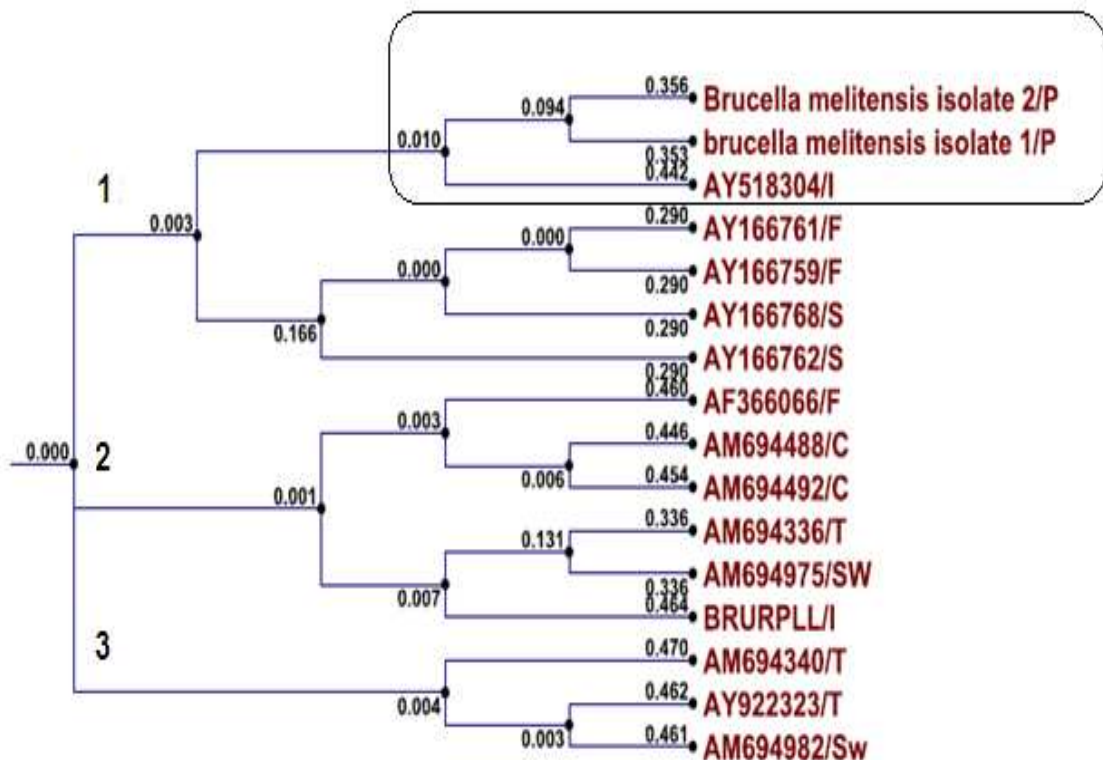 0.356
Brucella melitensis isolate 2/P
0.094
0.010
brucella melitensis isolate 1/P
0.353
0.442
AY518304/I
1
0.003
0.290
AY166761/F
0.000
0.000
AY166759/F
0.290
AY166768/S
0.290
0.166
AY166762/S
0.290
0.460
AF366066/F
0.003
0.446
AM694488/C
2
0.000
0.006
0.454
AM694492/C
0.001
0.336
AM694336/T
0.131
AM694975/SW
0.336
0.007
0.464
BRURPLL/I
3
0.470
AM694340/T
0.004
0.462
AY922323/T
0.003
0.461
AM694982/Sw